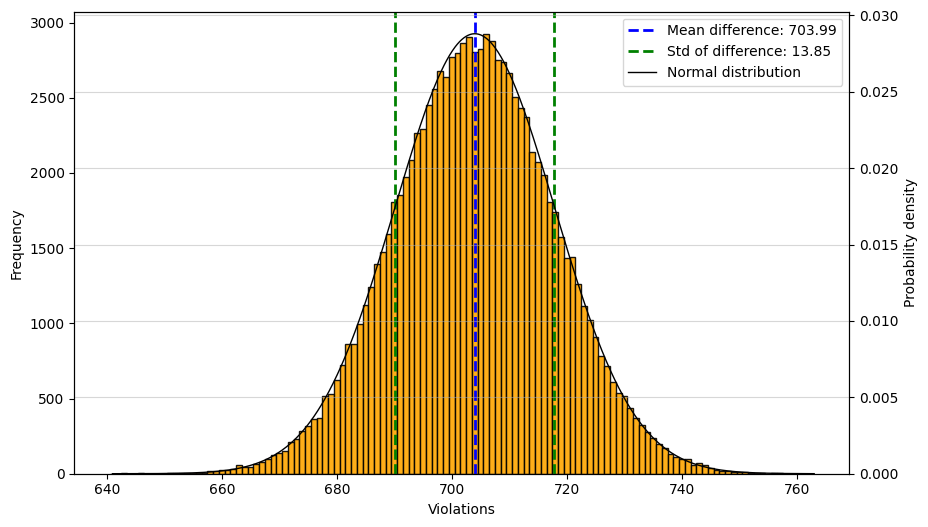 Mean difference: 703.99
Std of difference: 13.85
Normal distribution
Frequency
3000
2500
2000
1500
1000
500
0
Probability density
0.030
0.025
0.020
0.015
0.010
0.005
0.000
640 660 680 700 720 740 760
Violations